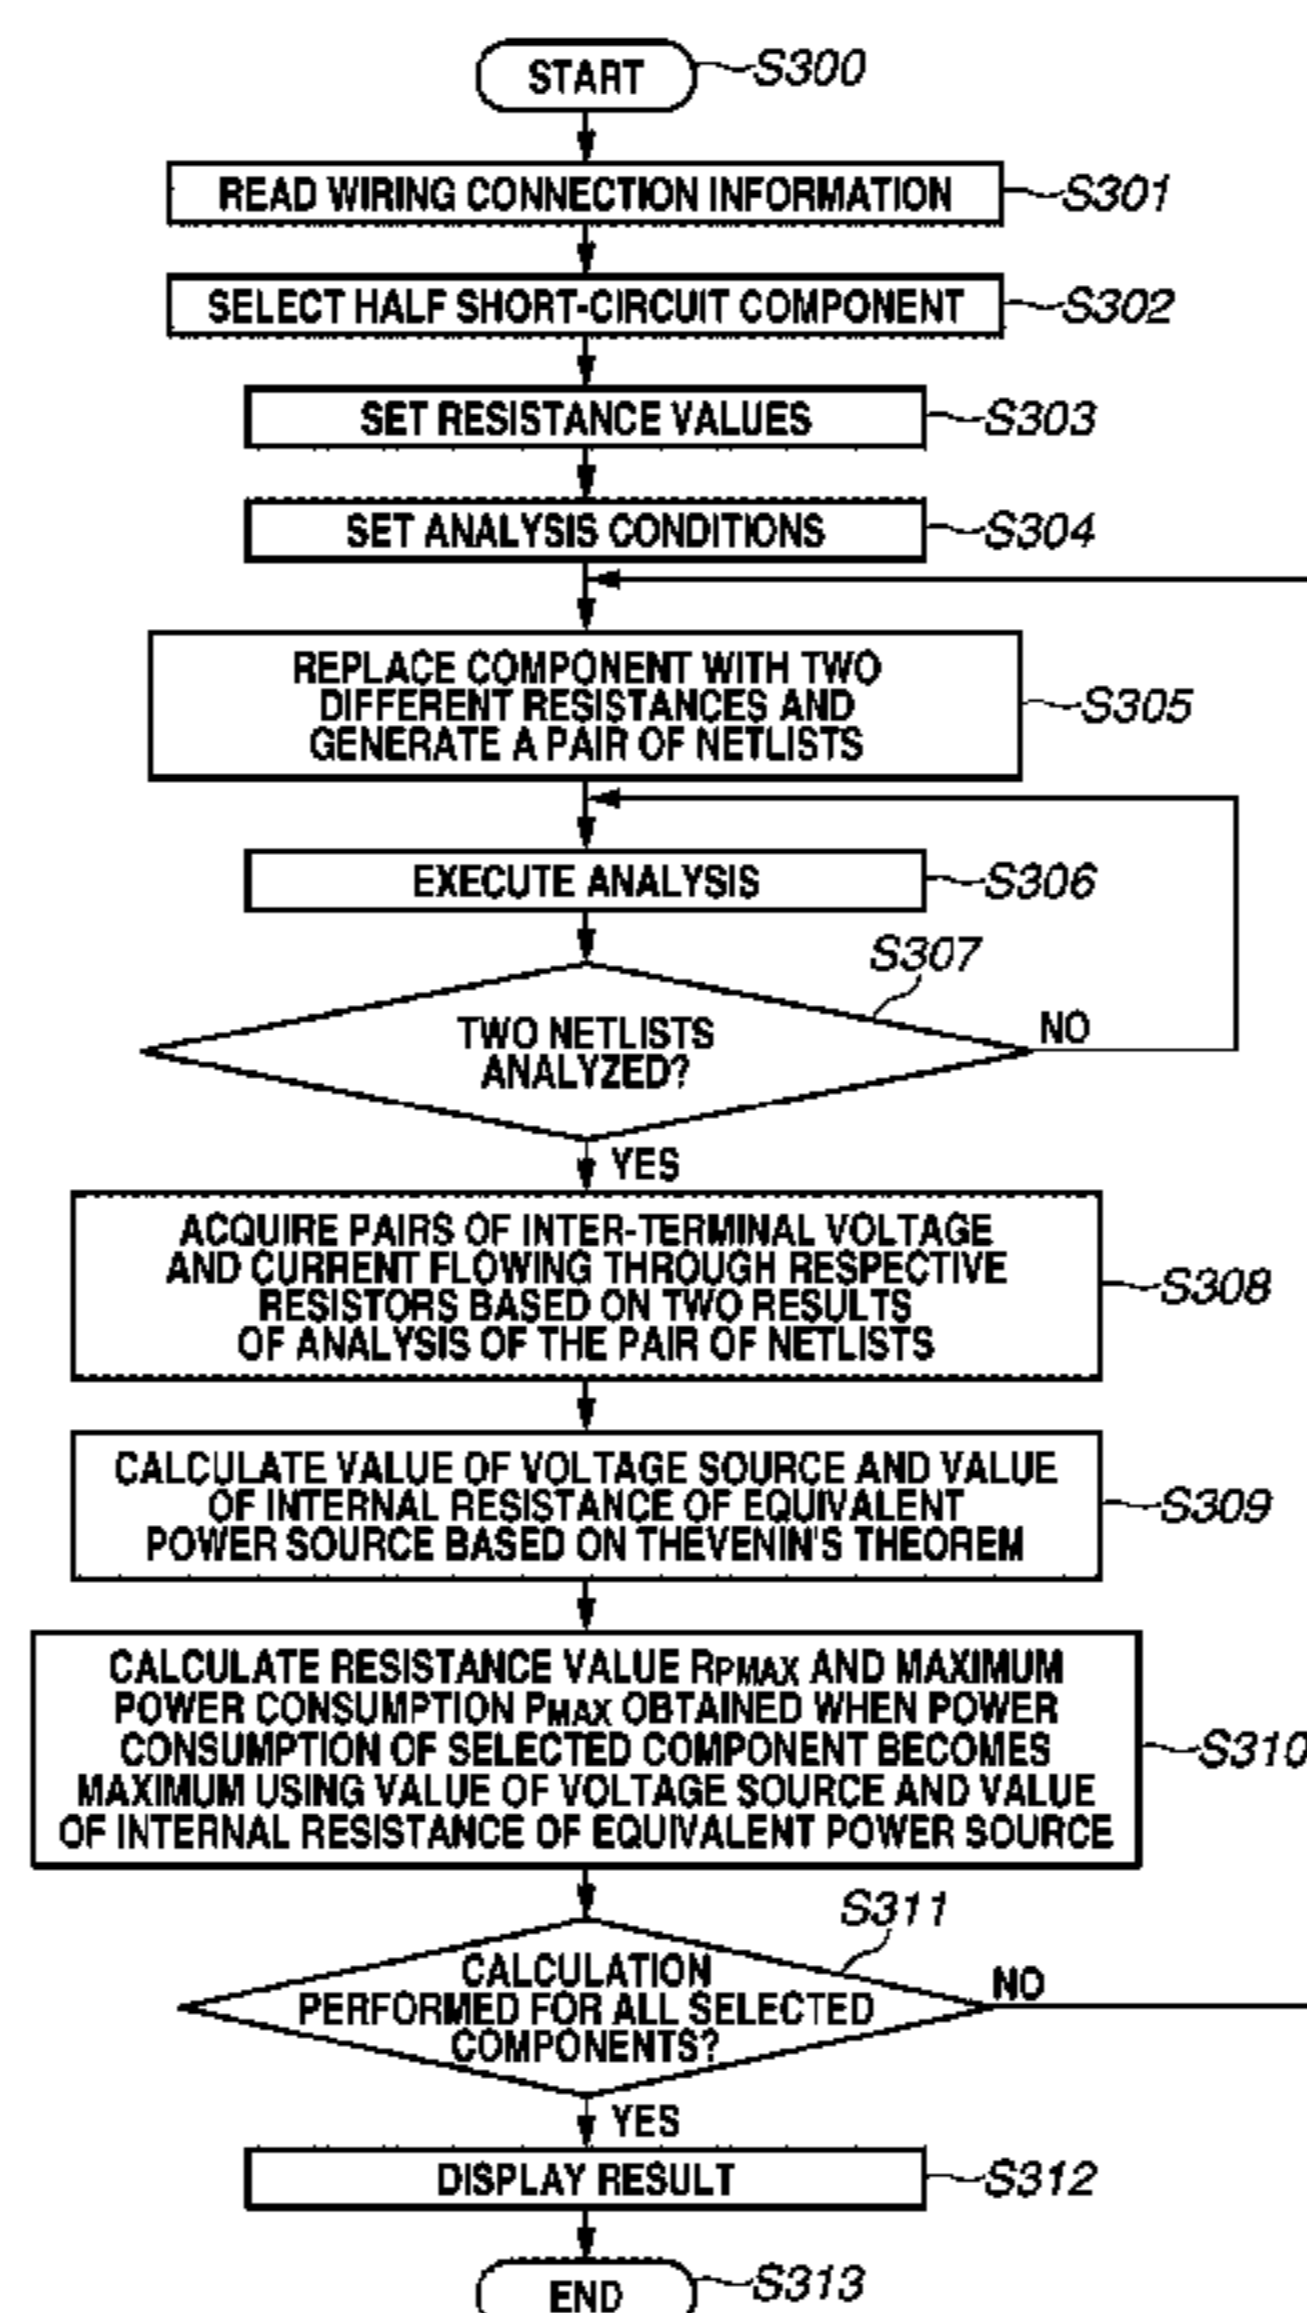 START
S300
READ WIRING CONNECTION INFORMATION
S301
SELECT HALF SHORT-CIRCUIT COMPONENT
S302
SET RESISTANCE VALUES
S303
SET ANALYSIS CONDITIONS
S304
REPLACE COMPONENT WITH TWO
DIFFERENT RESISTANCES AND
GENERATE A PAIR OF NETLISTS
S305
EXECUTE ANALYSIS
S306
S307
TWO NETLISTS
ANALYZED?
NO
YES
ACQUIRE PAIRS OF INTER-TERMINAL VOLTAGE
AND CURRENT FLOWING THROUGH RESPECTIVE
RESISTORS BASED ON TWO RESULTS
OF ANALYSIS OF THE PAIR OF NETLISTS
S308
CALCULATE VALUE OF VOLTAGE SOURCE AND VALUE
OF INTERNAL RESISTANCE OF EQUIVALENT
POWER SOURCE BASED ON THEVENIN'S THEOREM
S309
CALCULATE RESISTANCE VALUE RPMAX AND MAXIMUM
POWER CONSUMPTION PMAX OBTAINED WHEN POWER
CONSUMPTION OF SELECTED COMPONENT BECOMES
MAXIMUM USING VALUE OF VOLTAGE SOURCE AND VALUE
OF INTERNAL RESISTANCE OF EQUIVALENT POWER SOURCE
S310
S311
CALCULATION
PERFORMED FOR ALL SELECTED
COMPONENTS?
NO
YES
DISPLAY RESULT
S312
END
S313